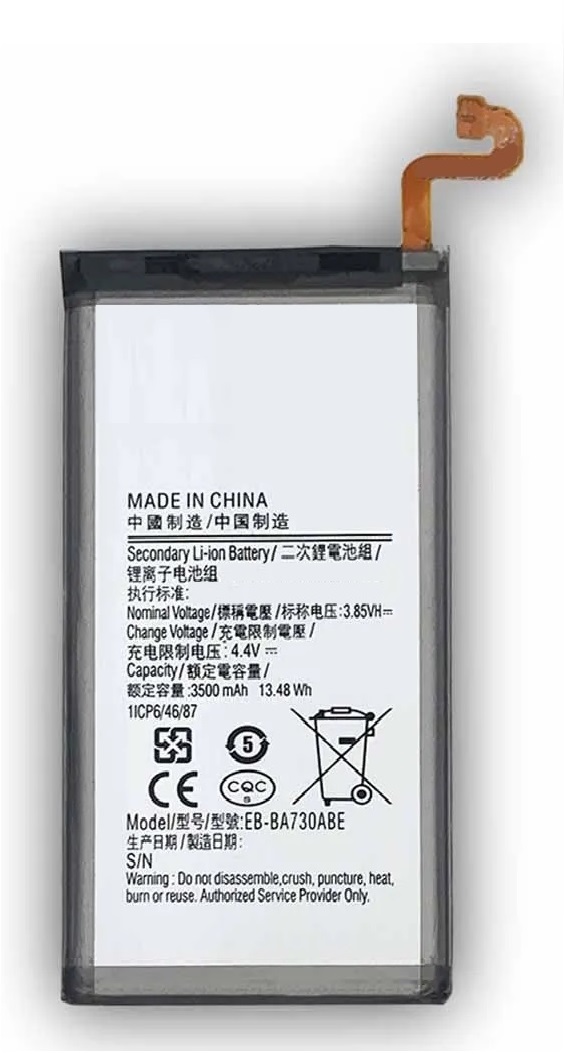 MADE IN CHINA
中國制造/中国制造
Secondary Li-ion Battery/二次鋰電池組/
锂离子电池组
执行标准:
Nominal Voltage/標稱電壓/标称电压:3.85VH⎓
Change Voltage/充電限制電壓/
充电限制电压:4.4V⎓
Capacity/額定電容量/
额定容量:3500 mAh 13.48 Wh
1ICP6/46/87
5
CE
CQC
®
Model/型号/型號:EB-BA730ABE
生产日期/製造日期:
S/N
Warning: Do not disassemble,crush, puncture, heat,
burn or reuse. Authorized Service Provider Only.